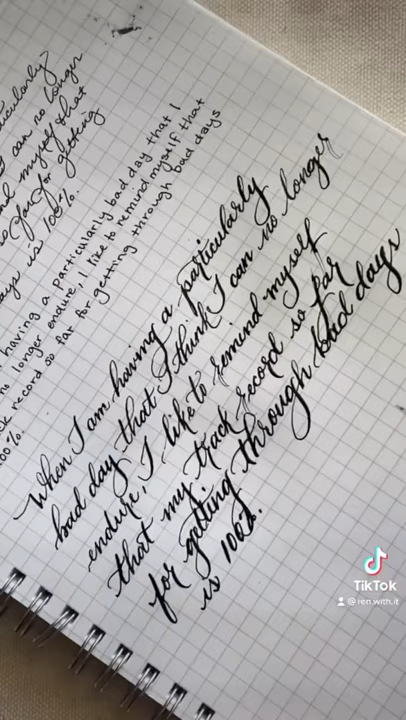 cularly
can no longer
myself that
so far for getting
days is 100%.
having a particularly bad day that I
no longer endure, I like to remind myself that
record so far for getting through bad days
100%.
When I am having a particularly
bad day that I think I can no longer
endure, I like to remind myself
that my track record so far
for getting through bad days
is 100%.
TikTok
@ren.with.it